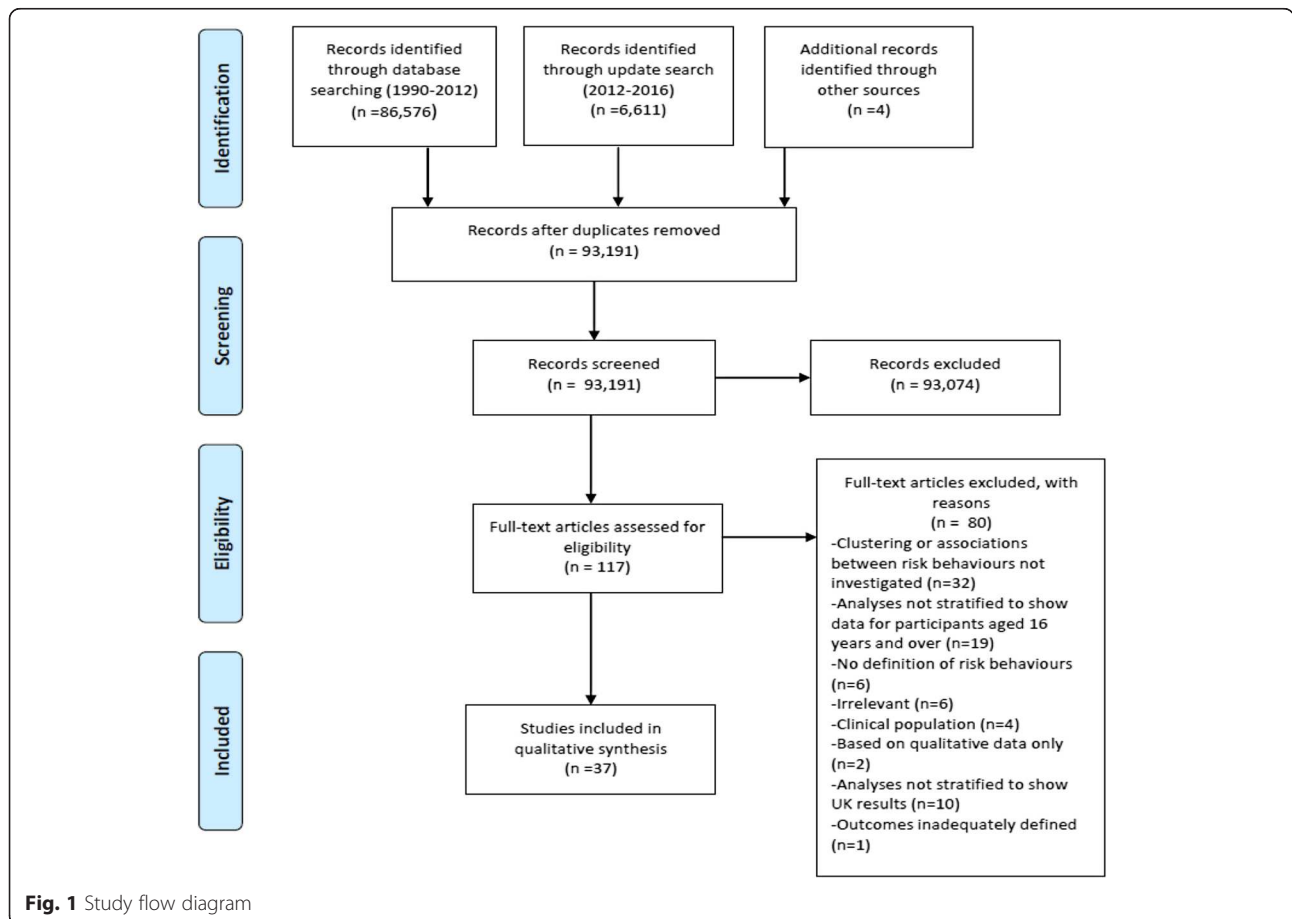 Identification
Records identified
through database
searching (1990-2012)
(n =86,576)
Records identified
through update search
(2012-2016)
(n =6,611)
Additional records
identified through
other sources
(n =4)
Records after duplicates removed
(n = 93,191)
Screening
Records screened
(n = 93,191)
Records excluded
(n = 93,074)
Eligibility
Full-text articles assessed for
eligibility
(n = 117)
Full-text articles excluded, with
reasons
(n = 80)
-Clustering or associations
between risk behaviours not
investigated (n=32)
-Analyses not stratified to show
data for participants aged 16
years and over (n=19)
-No definition of risk behaviours
(n=6)
-Irrelevant (n=6)
-Clinical population (n=4)
-Based on qualitative data only
(n=2)
-Analyses not stratified to show
UK results (n=10)
-Outcomes inadequately defined
(n=1)
Included
Studies included in
qualitative synthesis
(n =37)
Fig. 1 Study flow diagram